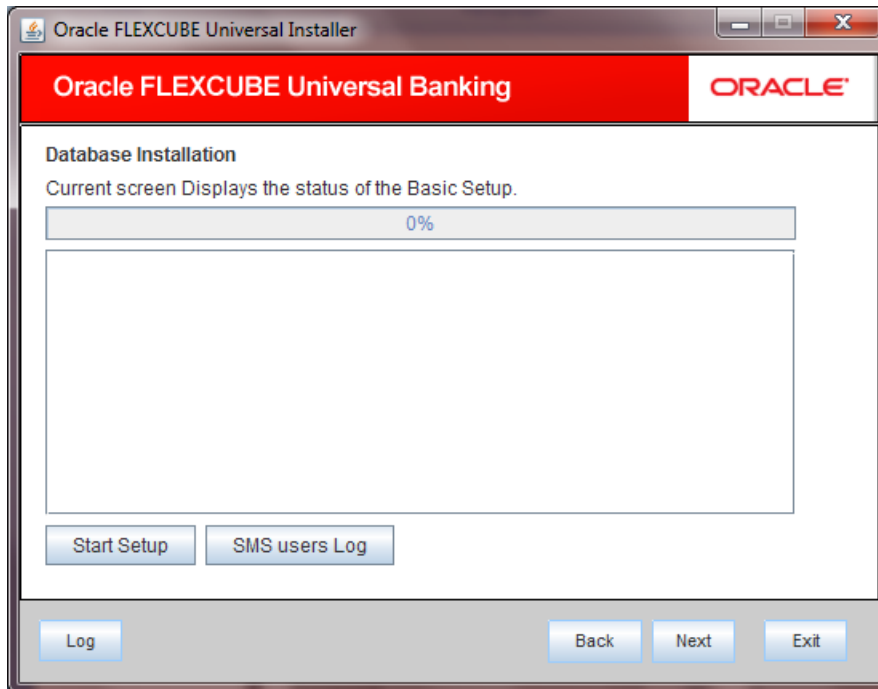 Oracle FLEXCUBE Universal Installer
Oracle FLEXCUBE Universal Banking
ORACLE
Database Installation
Current screen Displays the status of the Basic Setup.
0%
Start Setup SMS users Log
Log Back Next Exit